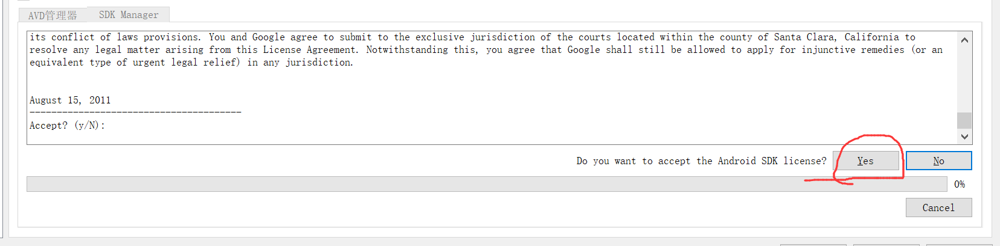 AVD管理器 SDK Manager
its conflict of laws provisions. You and Google agree to submit to the exclusive jurisdiction of the courts located within the county of Santa Clara, California to
resolve any legal matter arising from this License Agreement. Notwithstanding this, you agree that Google shall still be allowed to apply for injunctive remedies (or an
equivalent type of urgent legal relief) in any jurisdiction.
August 15, 2011
---------------------------------------
Accept? (y/N):
Do you want to accept the Android SDK license? Yes No
0%
Cancel